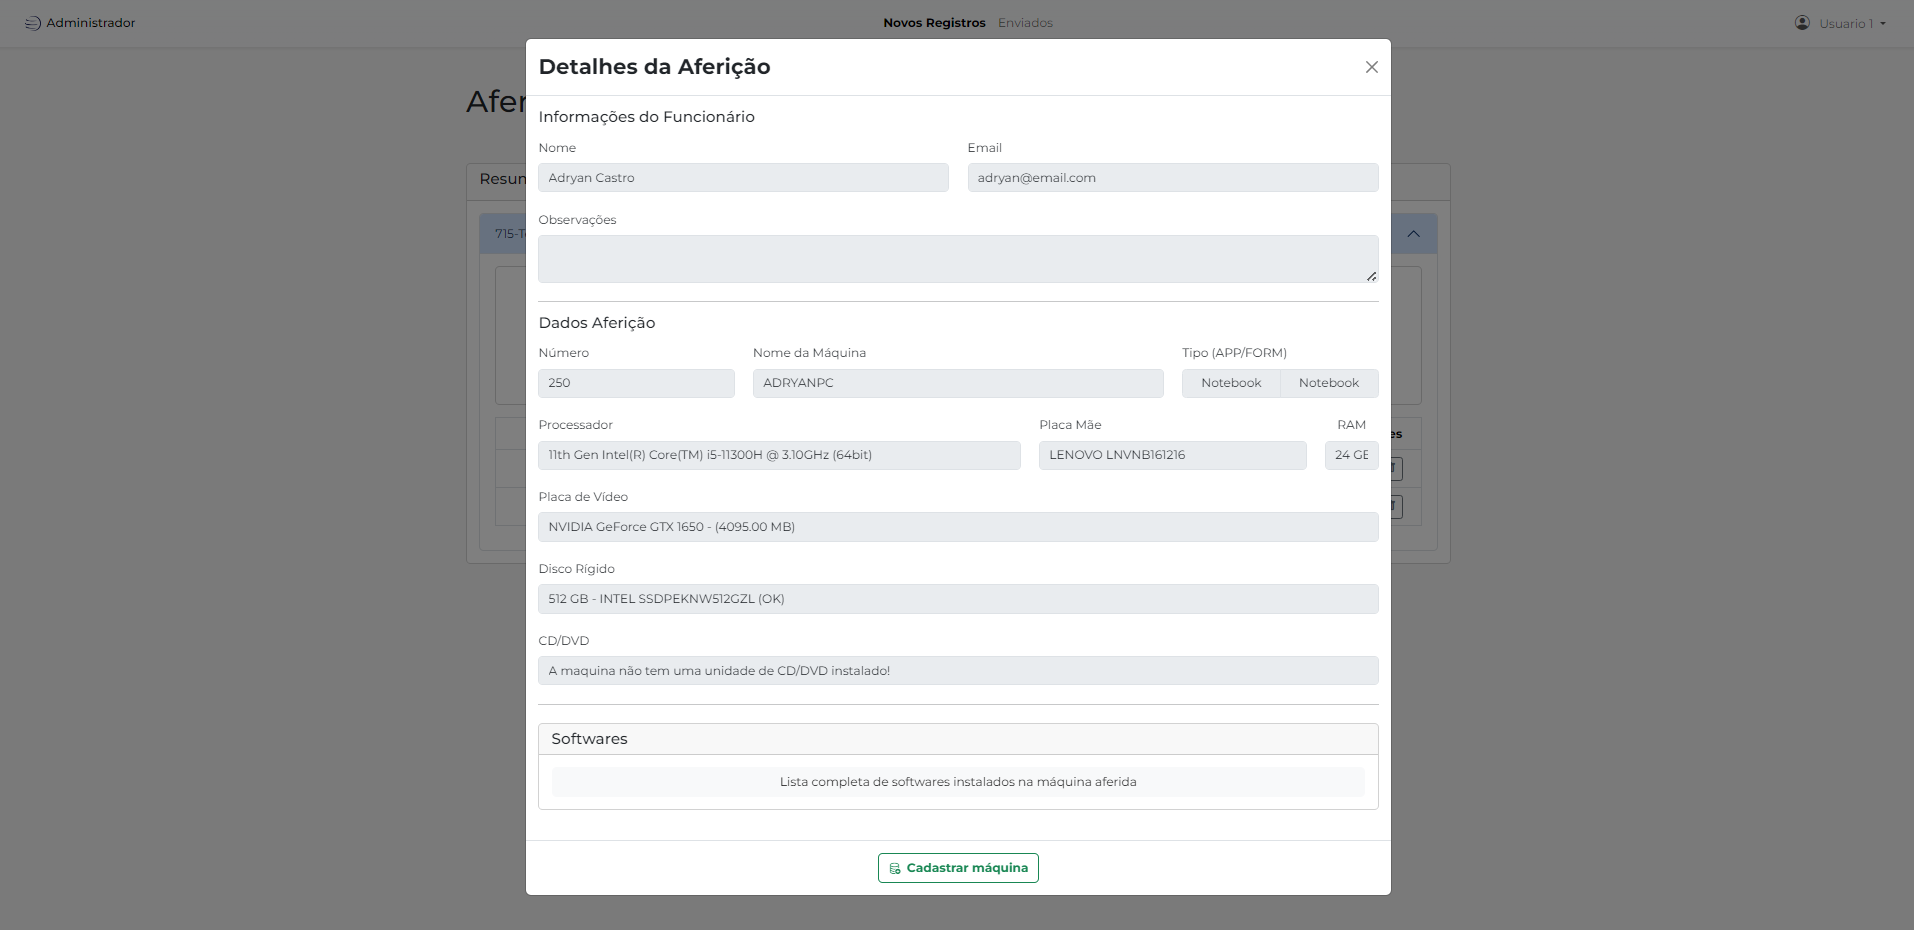 Administrador
Novos Registros Enviados
Usuario 1
Detalhes da Aferição
Informações do Funcionário
Nome Email
Adryan Castro adryan@email.com
Observações
715-T
Dados Aferição
Número Nome da Máquina Tipo (APP/FORM)
250 ADRYANPC Notebook Notebook
Processador Placa Mãe RAM
11th Gen Intel(R) Core(TM) i5-11300H @ 3.10GHz (64bit) LENOVO LNVNB161216 24 GB
Placa de Vídeo
NVIDIA GeForce GTX 1650 - (4095.00 MB)
Disco Rígido
512 GB - INTEL SSDPEKNW512GZL (OK)
CD/DVD
A maquina não tem uma unidade de CD/DVD instalado!
Softwares
Lista completa de softwares instalados na máquina aferida
Cadastrar máquina